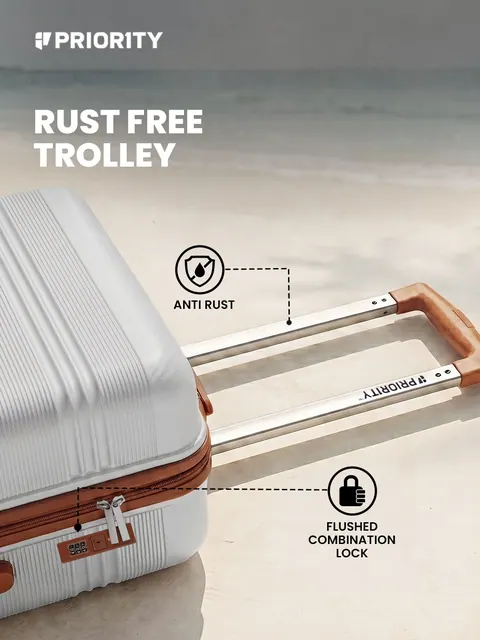 PRIORITY
RUST FREE
TROLLEY
ANTI RUST
PRIORITY
FLUSHED
COMBINATION
LOCK